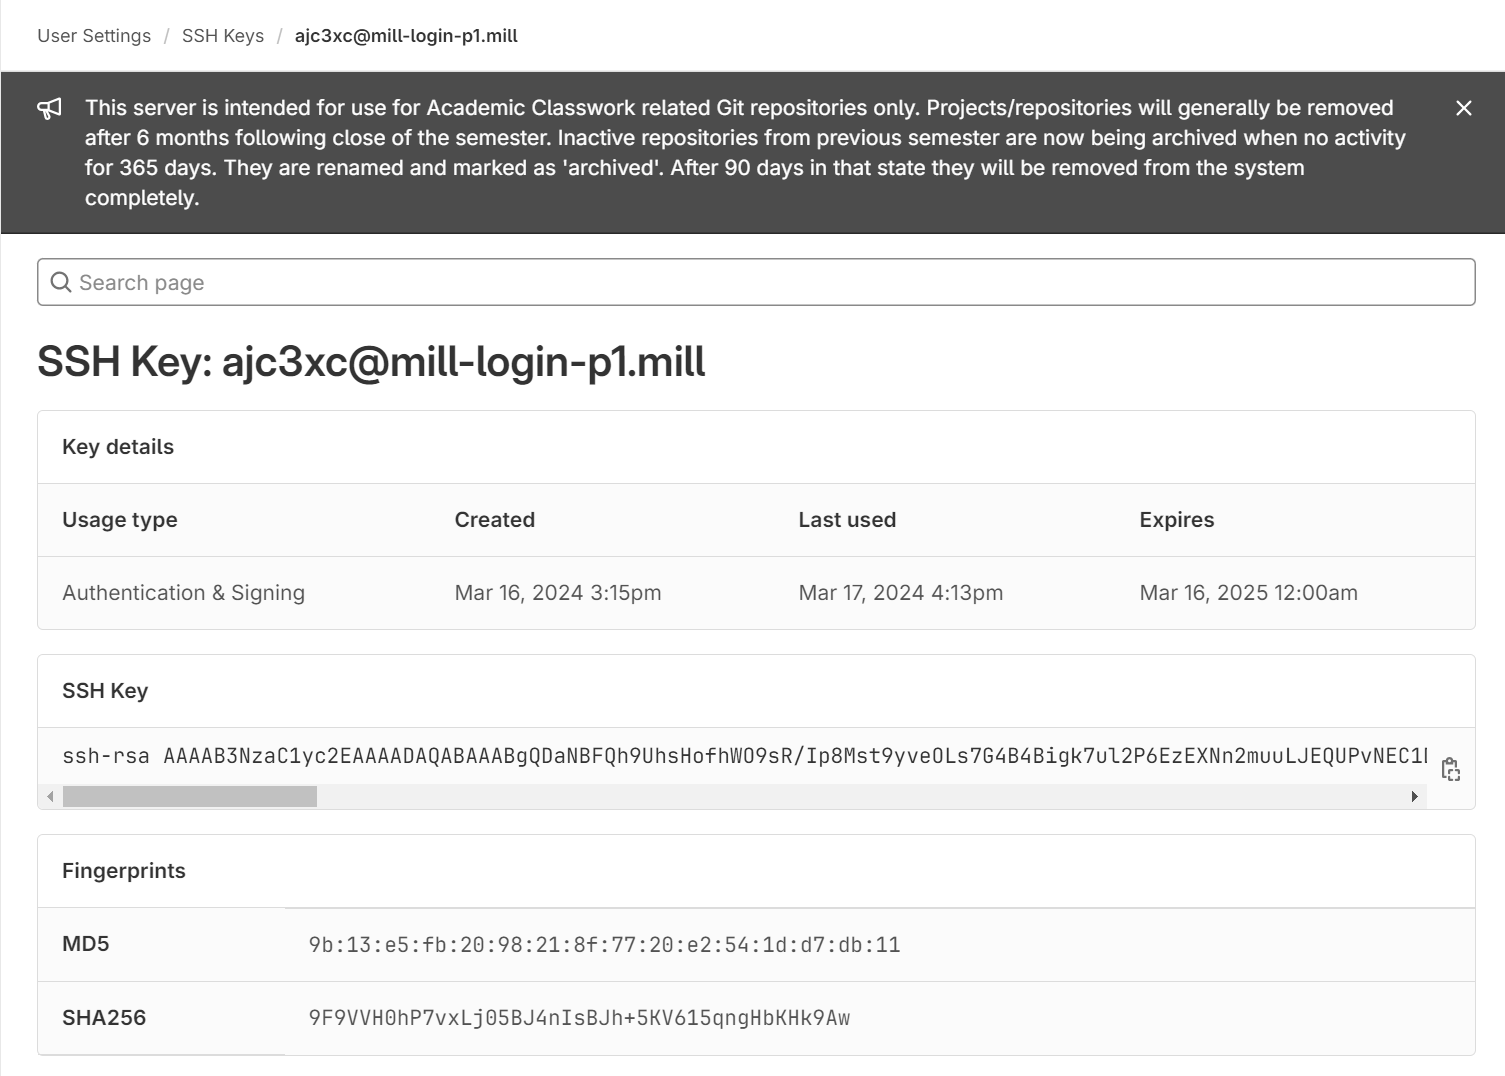 User Settings / SSH Keys / ajc3xc@mill-login-p1.mill
This server is intended for use for Academic Classwork related Git repositories only. Projects/repositories will generally be removed
after 6 months following close of the semester. Inactive repositories from previous semester are now being archived when no activity
for 365 days. They are renamed and marked as 'archived'. After 90 days in that state they will be removed from the system
completely.
Search page
SSH Key: ajc3xc@mill-login-p1.mill
Key details
Usage type Created Last used Expires
Authentication & Signing Mar 16, 2024 3:15pm Mar 17, 2024 4:13pm Mar 16, 2025 12:00am
SSH Key
ssh-rsa AAAAB3NzaC1yc2EAAAADAQABAAABgQDaNBFQh9UhsHofhWO9sR/Ip8Mst9yveOLs7G4B4Bigk7ul2P6EzEXNn2muuLJEQUPvNEC1
Fingerprints
MD5 9b:13:e5:fb:20:98:21:8f:77:20:e2:54:1d:d7:db:11
SHA256 9F9VVH0hP7vxLj05BJ4nIsBJh+5KV615qngHbKHk9Aw